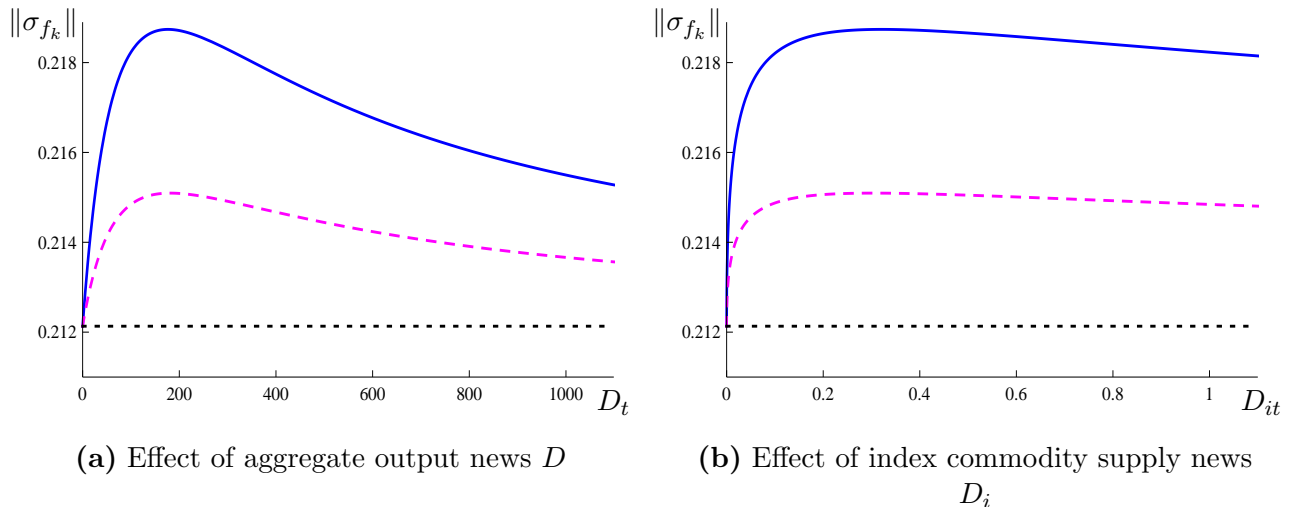 ‖σ_{f_k}‖
0.218
0.216
0.214
0.212
0 200 400 600 800 1000 D_t
(a) Effect of aggregate output news D
‖σ_{f_k}‖
0.218
0.216
0.214
0.212
0 0.2 0.4 0.6 0.8 1 D_{it}
(b) Effect of index commodity supply news
D_i